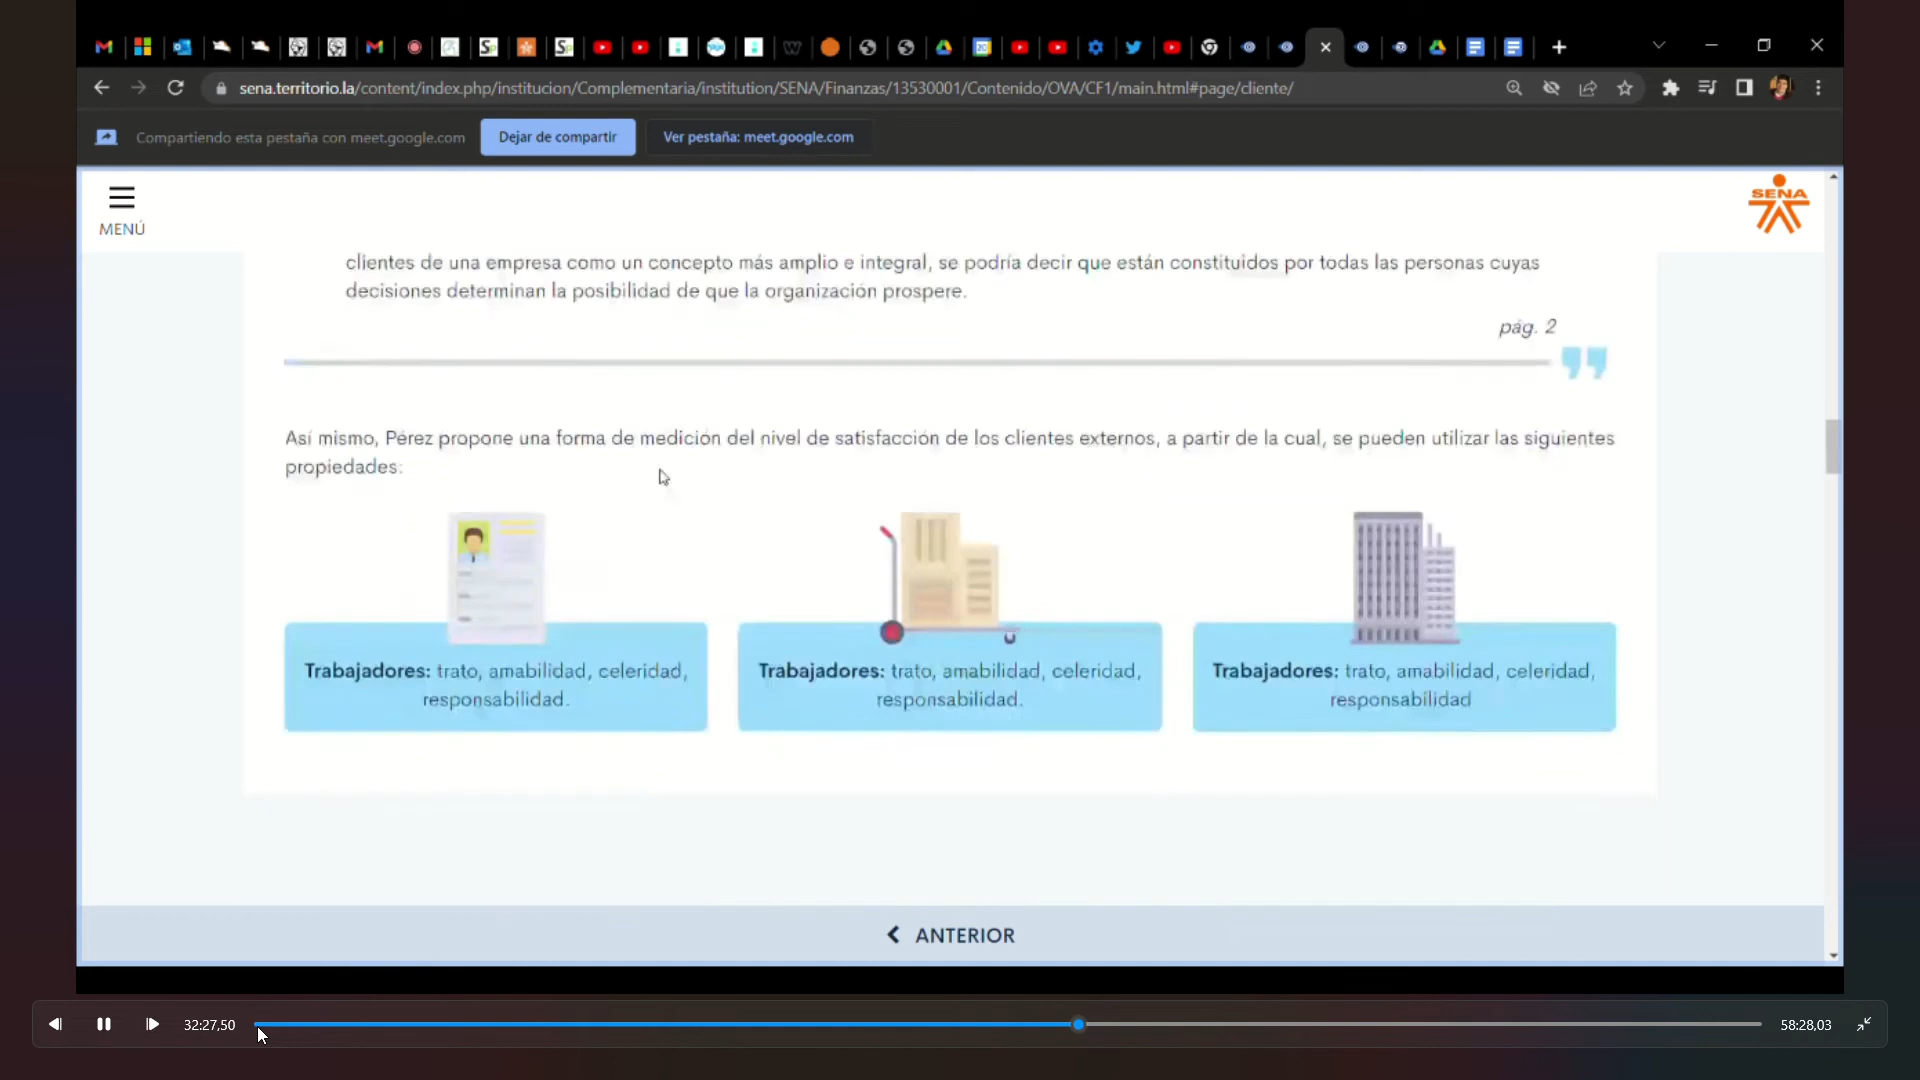 sena.territorio.la/content/index.php/institucion/Complementaria/institution/SENA/Finanzas/13530001/Contenido/OVA/CF1/main.html#page/cliente/
Compartiendo esta pestaña con meet.google.com
Dejar de compartir
Ver pestaña: meet.google.com
MENÚ
SENA
clientes de una empresa como un concepto más amplio e integral, se podría decir que están constituidos por todas las personas cuyas
decisiones determinan la posibilidad de que la organización prospere.
pág. 2
Así mismo, Pérez propone una forma de medición del nivel de satisfacción de los clientes externos, a partir de la cual, se pueden utilizar las siguientes
propiedades:
Trabajadores: trato, amabilidad, celeridad,
responsabilidad.
Trabajadores: trato, amabilidad, celeridad,
responsabilidad.
Trabajadores: trato, amabilidad, celeridad,
responsabilidad
ANTERIOR
32:27,50
58:28,03